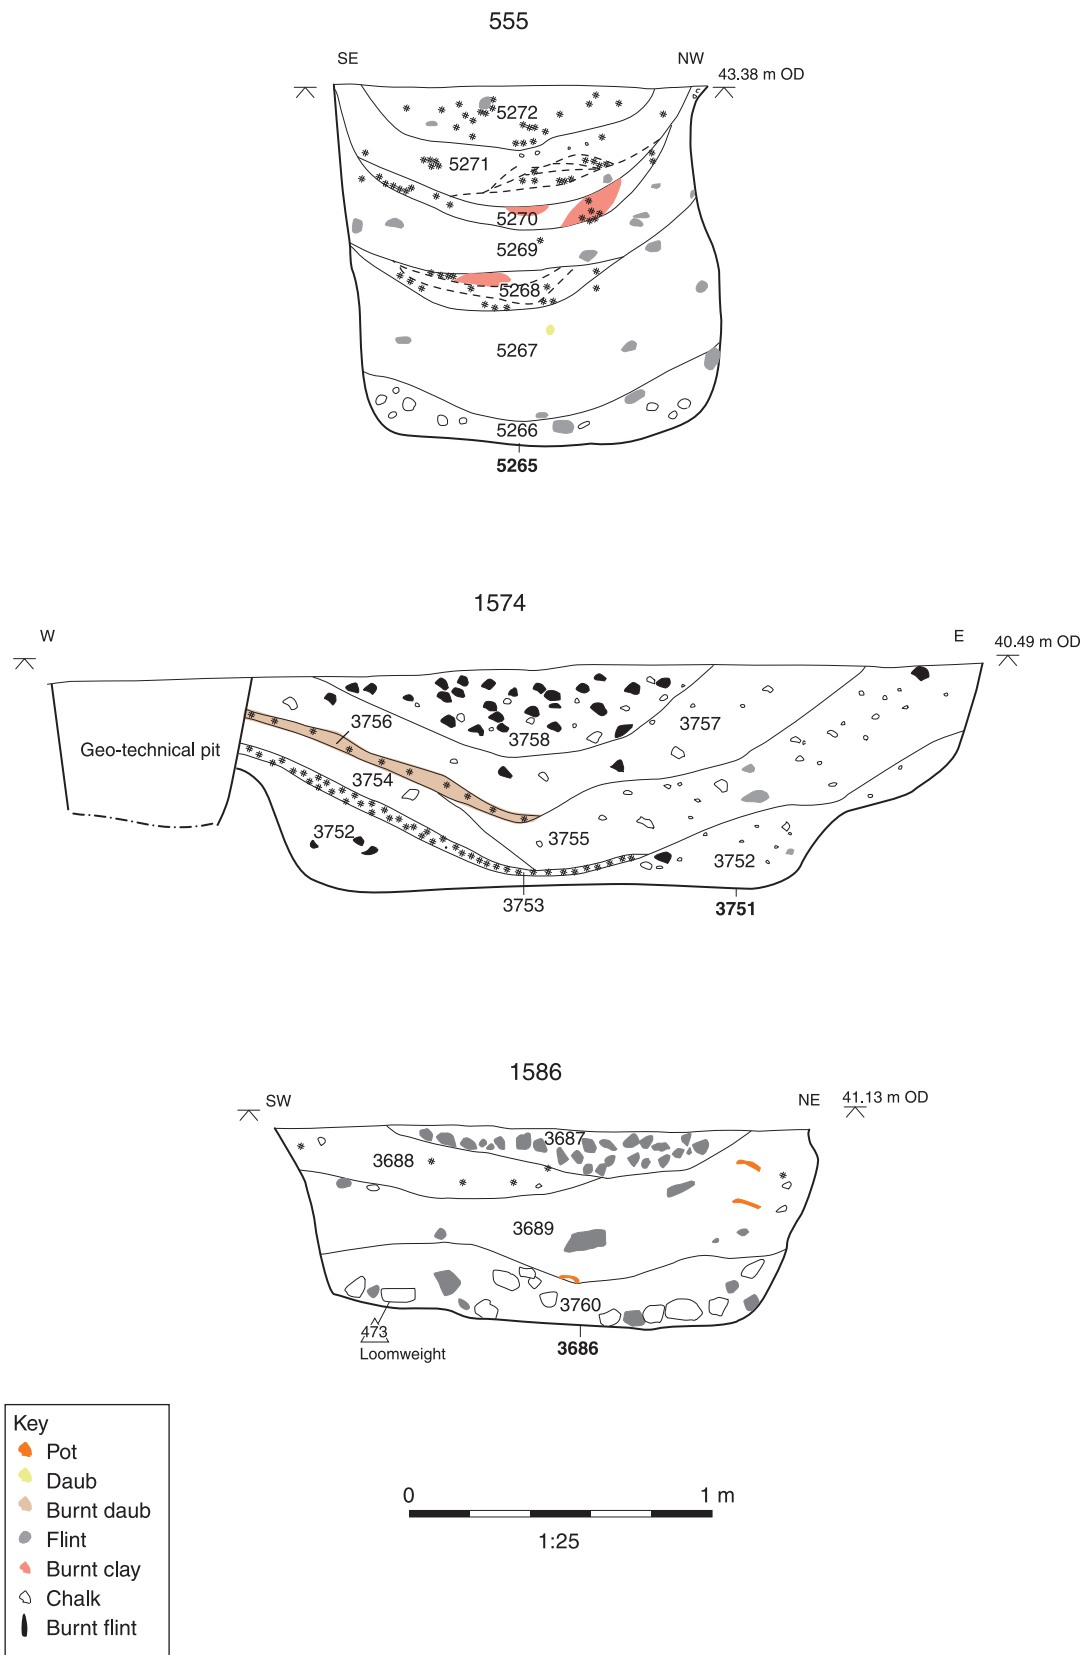 555
SE
NW
43.38 m OD
5272
5271
5270
5269
5268
5267
5266
5265
1574
W
E
40.49 m OD
3756
3758
3757
Geo-technical pit
3754
3752
3755
3752
3753
3751
1586
SW
NE
41.13 m OD
3687
3688
3689
3760
473
Loomweight
3686
Key
Pot
Daub
Burnt daub
Flint
Burnt clay
Chalk
Burnt flint
0
1 m
1:25